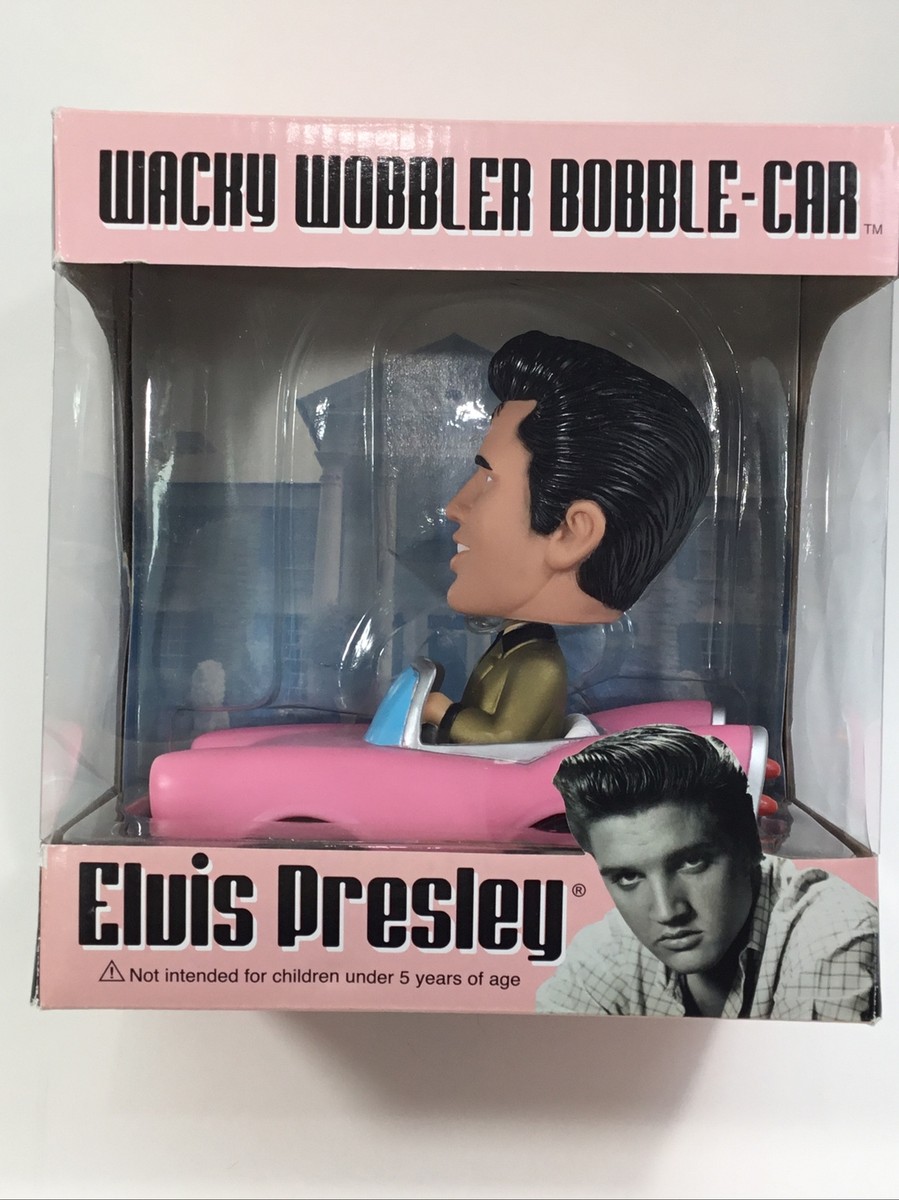 WACKY WOBBLER BOBBLE-CAR™
Elvis Presley®
⚠ Not intended for children under 5 years of age